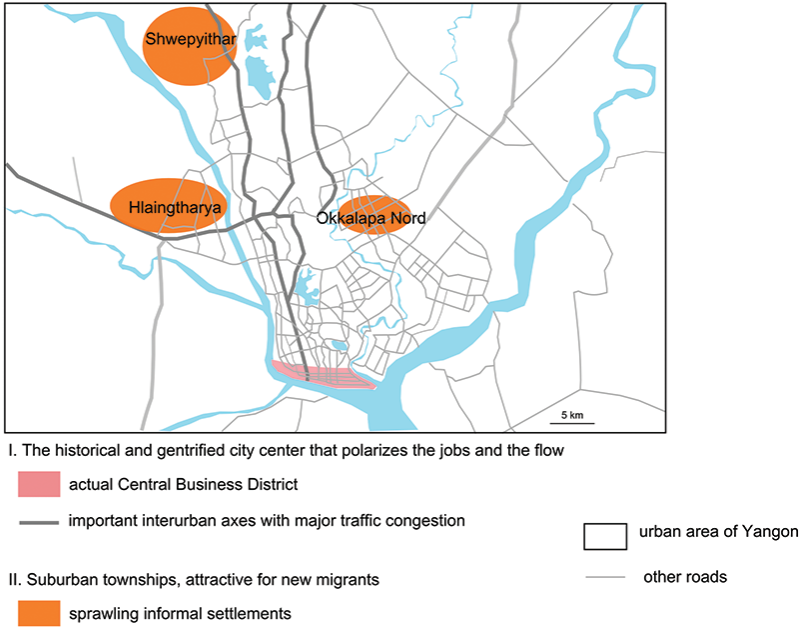 Shwepyithar
Hlaingtharya
Okkalapa Nord
5 km
I. The historical and gentrified city center that polarizes the jobs and the flow
actual Central Business District
important interurban axes with major traffic congestion
urban area of Yangon
other roads
II. Suburban townships, attractive for new migrants
sprawling informal settlements